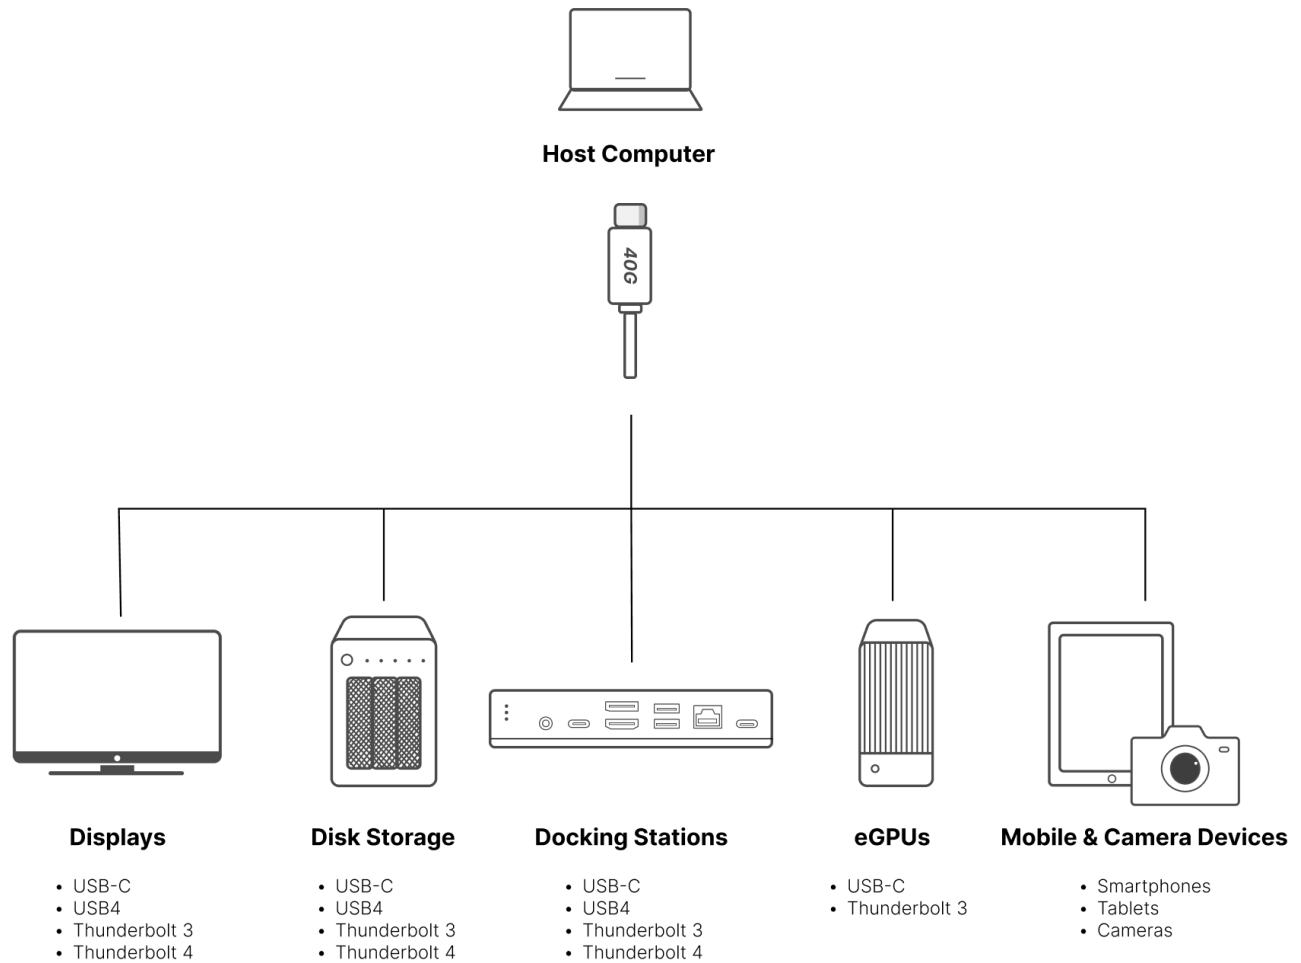 Host Computer
40G
Displays
• USB-C
• USB4
• Thunderbolt 3
• Thunderbolt 4
Disk Storage
• USB-C
• USB4
• Thunderbolt 3
• Thunderbolt 4
Docking Stations
• USB-C
• USB4
• Thunderbolt 3
• Thunderbolt 4
eGPUs
• USB-C
• Thunderbolt 3
Mobile & Camera Devices
• Smartphones
• Tablets
• Cameras